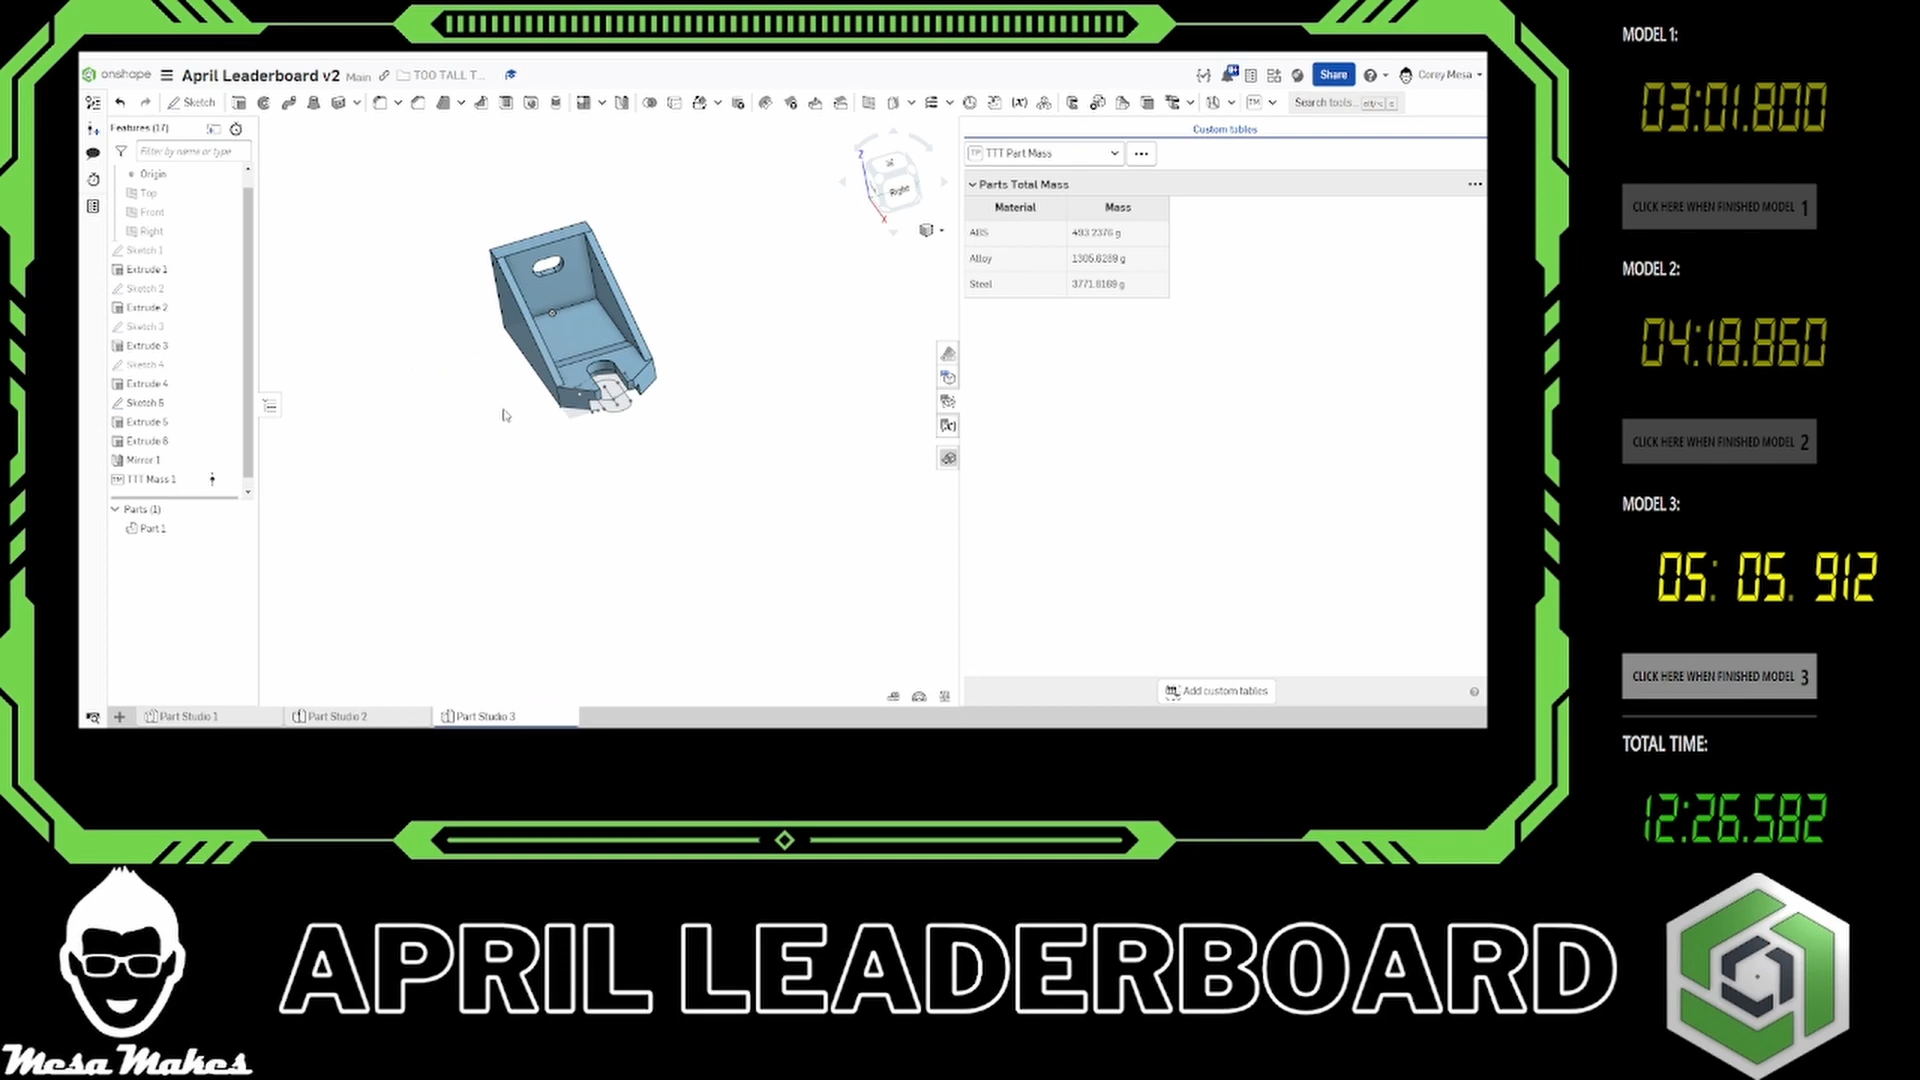 onshape April Leaderboard v2 Main TOO TALL T... Share Corey Mesa
Sketch Search tools... alt/⌥ c
Features (17)
Filter by name or type
Origin
Top
Front
Right
Sketch 1
Extrude 1
Sketch 2
Extrude 2
Sketch 3
Extrude 3
Sketch 4
Extrude 4
Sketch 5
Extrude 5
Extrude 6
Mirror 1
TTT Mass 1
Parts (1)
Part 1
Z
Right
X
Custom tables
TTT Part Mass
Parts Total Mass
Material Mass
ABS 493.2376 g
Alloy 1305.6289 g
Steel 3771.8169 g
Add custom tables
Part Studio 1 Part Studio 2 Part Studio 3
MODEL 1:
03:01.800
CLICK HERE WHEN FINISHED MODEL 1
MODEL 2:
04:18.860
CLICK HERE WHEN FINISHED MODEL 2
MODEL 3:
05: 05. 912
CLICK HERE WHEN FINISHED MODEL 3
TOTAL TIME:
12:26.582
APRIL LEADERBOARD
Mesa Makes